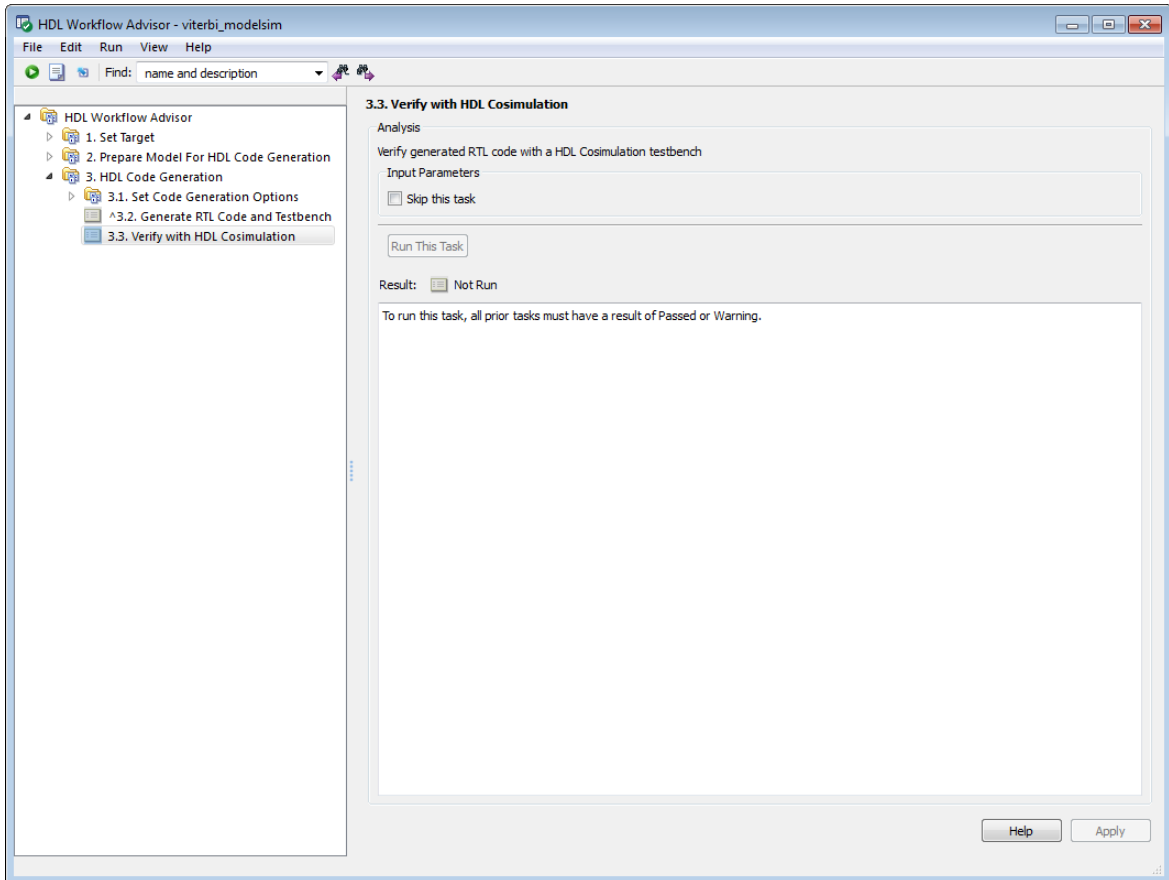 HDL Workflow Advisor - viterbi_modelsim
File Edit Run View Help
Find: name and description
HDL Workflow Advisor
1. Set Target
2. Prepare Model For HDL Code Generation
3. HDL Code Generation
3.1. Set Code Generation Options
^3.2. Generate RTL Code and Testbench
3.3. Verify with HDL Cosimulation
3.3. Verify with HDL Cosimulation
Analysis
Verify generated RTL code with a HDL Cosimulation testbench
Input Parameters
Skip this task
Run This Task
Result: Not Run
To run this task, all prior tasks must have a result of Passed or Warning.
Help Apply